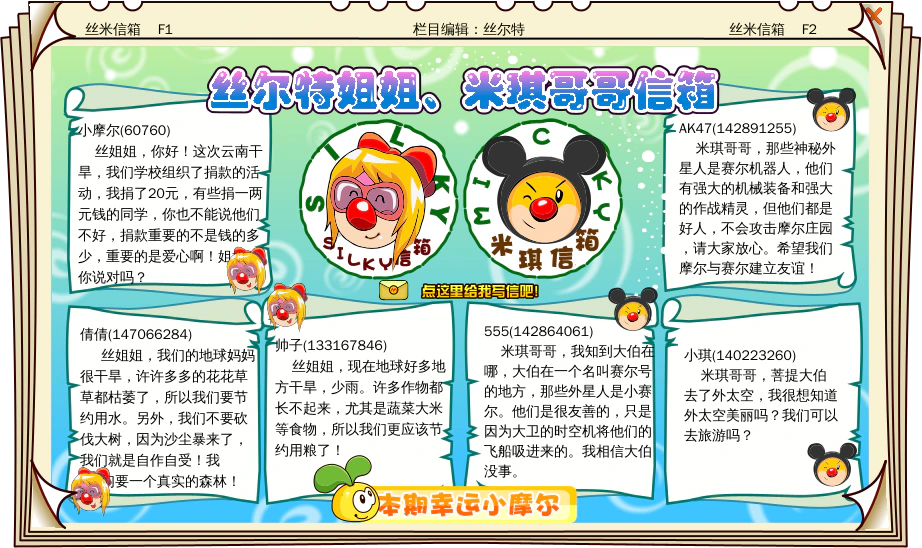 丝米信箱 F1
栏目编辑：丝尔特
丝米信箱 F2
丝尔特姐姐、米琪哥哥信箱
小摩尔(60760)
丝姐姐，你好！这次云南干
旱，我们学校组织了捐款的活
动，我捐了20元，有些捐一两
元钱的同学，你也不能说他们
不好，捐款重要的不是钱的多
少，重要的是爱心啊！姐
你说对吗？
SILKY
SILKY信箱
MICKY
米琪信箱
点这里给我写信吧!
AK47(142891255)
米琪哥哥，那些神秘外
星人是赛尔机器人，他们
有强大的机械装备和强大
的作战精灵，但他们都是
好人，不会攻击摩尔庄园
，请大家放心。希望我们
摩尔与赛尔建立友谊！
倩倩(147066284)
丝姐姐，我们的地球妈妈
很干旱，许许多多的花花草
草都枯萎了，所以我们要节
约用水。另外，我们不要砍
伐大树，因为沙尘暴来了，
我们就是自作自受！我
们要一个真实的森林！
帅子(133167846)
丝姐姐，现在地球好多地
方干旱，少雨。许多作物都
长不起来，尤其是蔬菜大米
等食物，所以我们更应该节
约用粮了！
555(142864061)
米琪哥哥，我知到大伯在
哪，大伯在一个名叫赛尔号
的地方，那些外星人是小赛
尔。他们是很友善的，只是
因为大卫的时空机将他们的
飞船吸进来的。我相信大伯
没事。
小琪(140223260)
米琪哥哥，菩提大伯
去了外太空，我很想知道
外太空美丽吗？我们可以
去旅游吗？
本期幸运小摩尔